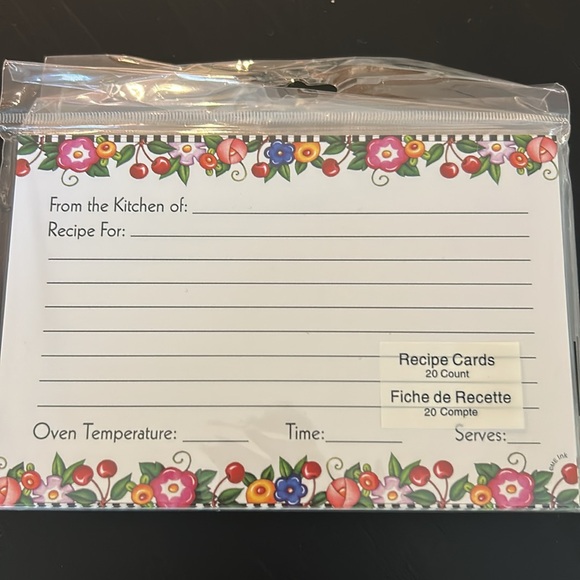 From the Kitchen of:
Recipe For:
Recipe Cards
20 Count
Fiche de Recette
20 Compte
Oven Temperature:
Time:
Serves: